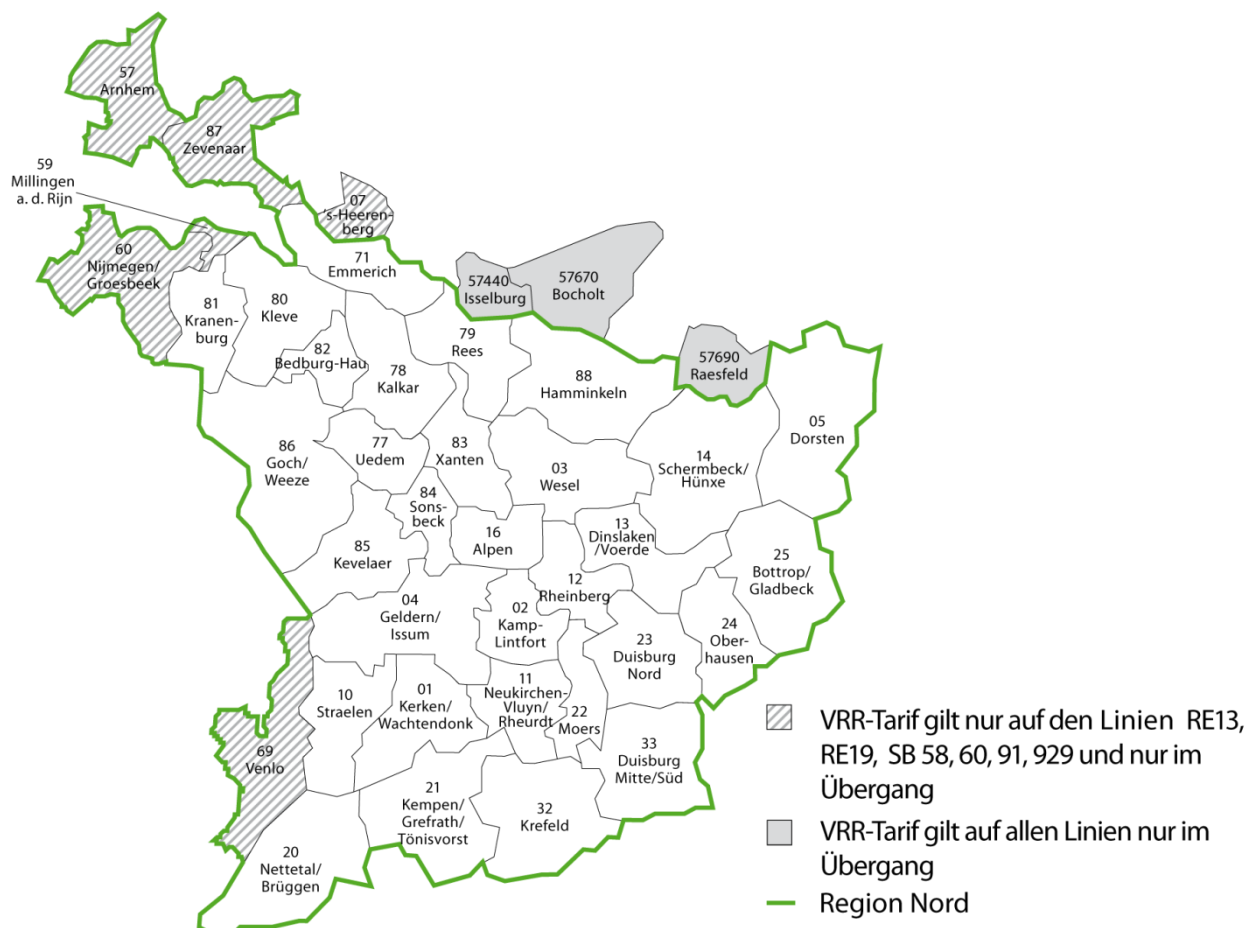 57
Arnhem
87
Zevenaar
59
Millingen
a. d. Rijn
07
's-Heeren-
berg
60
Nijmegen/
Groesbeek
71
Emmerich
57440
Isselburg
57670
Bocholt
81
Kranen-
burg
80
Kleve
82
Bedburg-Hau
78
Kalkar
79
Rees
88
Hamminkeln
57690
Raesfeld
05
Dorsten
86
Goch/
Weeze
77
Uedem
83
Xanten
03
Wesel
14
Schermbeck/
Hünxe
84
Sons-
beck
16
Alpen
13
Dinslaken
/Voerde
85
Kevelaer
12
Rheinberg
25
Bottrop/
Gladbeck
04
Geldern/
Issum
02
Kamp-
Lintfort
23
Duisburg
Nord
24
Ober-
hausen
10
Straelen
01
Kerken/
Wachtendonk
11
Neukirchen-
Vluyn/
Rheurdt
22
Moers
69
Venlo
33
Duisburg
Mitte/Süd
21
Kempen/
Grefrath/
Tönisvorst
32
Krefeld
20
Nettetal/
Brüggen
VRR-Tarif gilt nur auf den Linien RE13,
RE19, SB 58, 60, 91, 929 und nur im
Übergang
VRR-Tarif gilt auf allen Linien nur im
Übergang
Region Nord